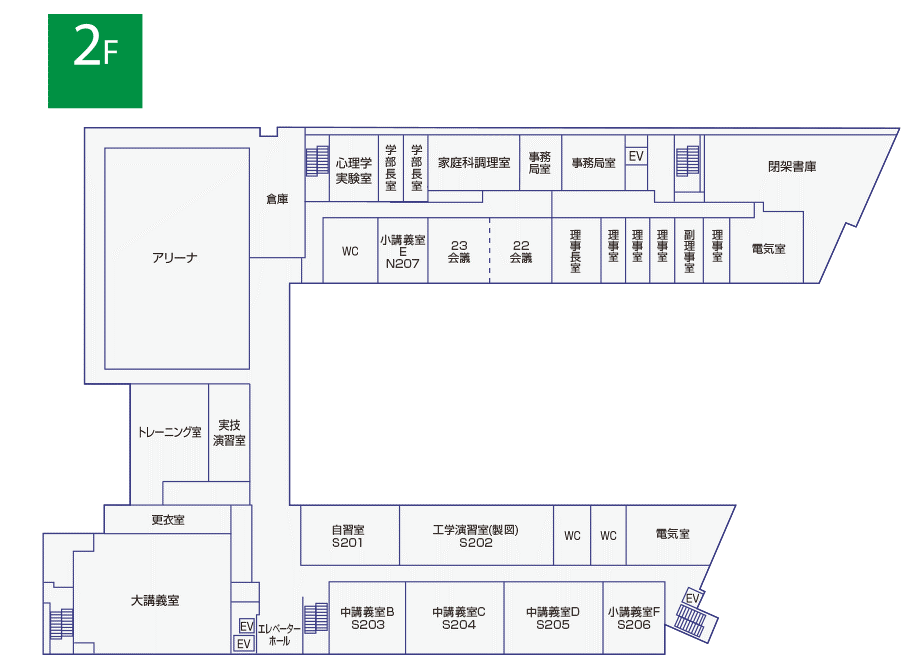 2F
心理学
実験室
学部長室
学部長室
家庭科調理室
事務
局室
事務局室
EV
閉架書庫
倉庫
アリーナ
WC
小講義室
E
N207
23
会議
22
会議
理事長室
理事室
理事室
理事室
副理事室
理事室
電気室
トレーニング室
実技
演習室
更衣室
自習室
S201
工学演習室(製図)
S202
WC
WC
電気室
大講義室
EV
EV
エレベーター
ホール
中講義室B
S203
中講義室C
S204
中講義室D
S205
小講義室F
S206
EV